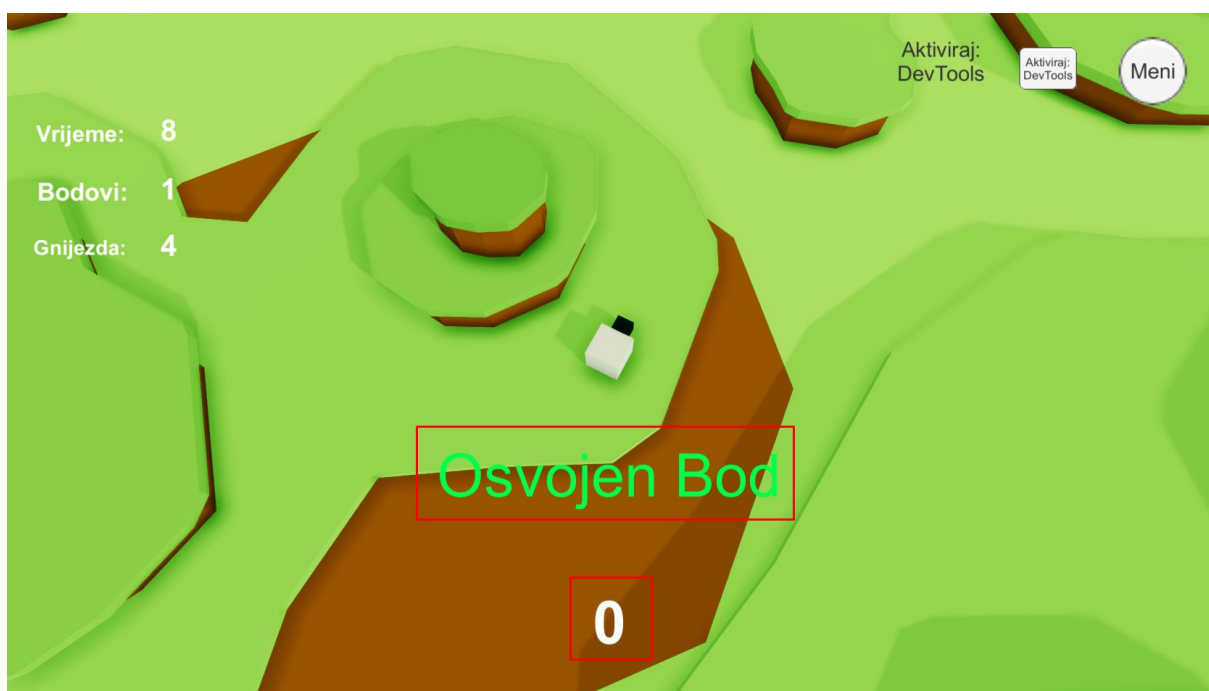 Aktiviraj:
DevTools
Aktiviraj:
DevTools
Meni
Vrijeme: 8
Bodovi: 1
Gnijezda: 4
Osvojen Bod
0